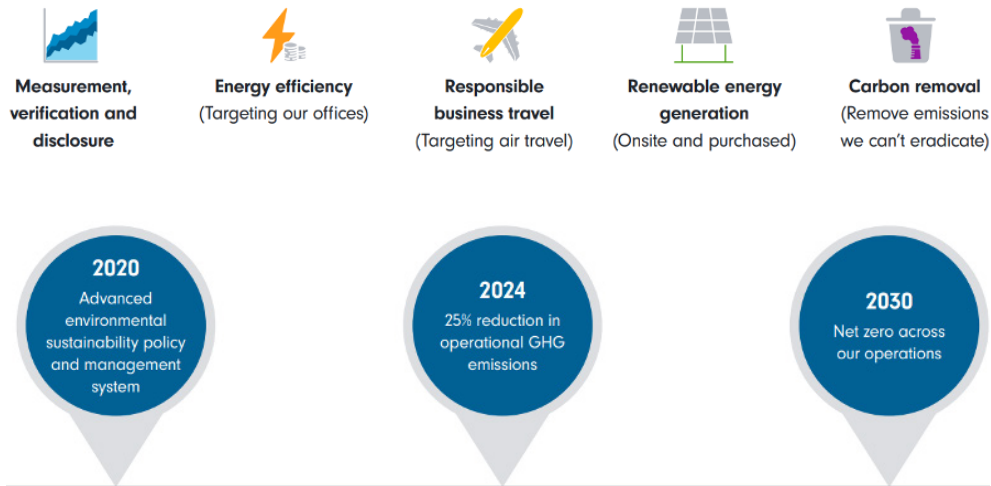 Measurement,
verification and
disclosure
Energy efficiency
(Targeting our offices)
Responsible
business travel
(Targeting air travel)
Renewable energy
generation
(Onsite and purchased)
Carbon removal
(Remove emissions
we can't eradicate)
2020
Advanced
environmental
sustainability policy
and management
system
2024
25% reduction in
operational GHG
emissions
2030
Net zero across
our operations